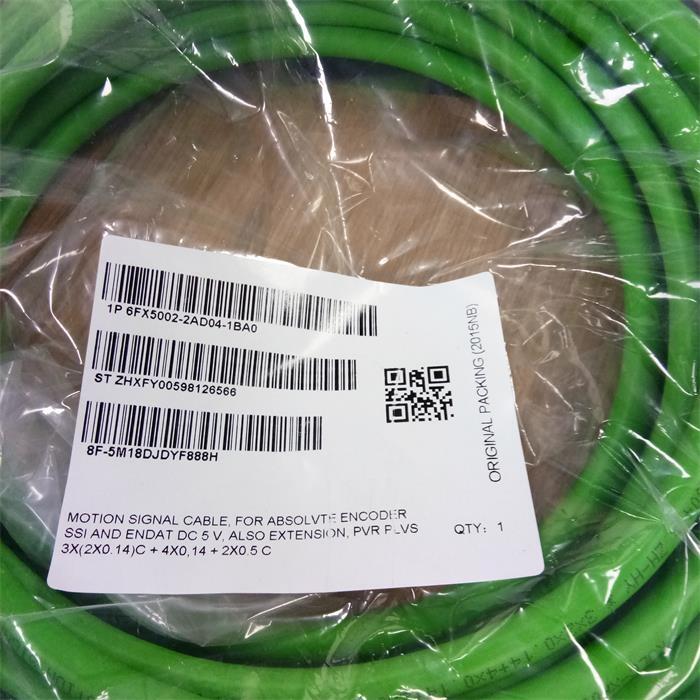 1P 6FX5002-2AD04-1BA0
ST ZHXFY00598126566
8F-5M18DJDYF888H
ORIGINAL PACKING (2015NB)
MOTION SIGNAL CABLE, FOR ABSOLVTE ENCODER
SSI AND ENDAT DC 5 V, ALSO EXTENSION, PVR PLVS
3X(2X0.14)C + 4X0,14 + 2X0.5 C
QTY: 1